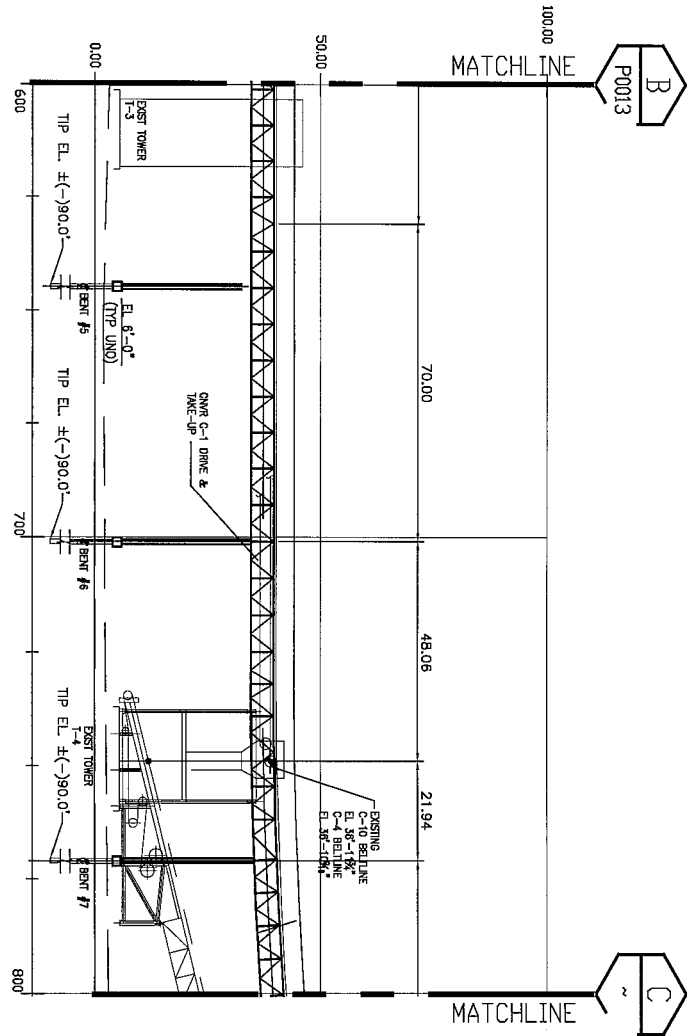 B
P0013
MATCHLINE
100.00
50.00
0.00
600
EXIST TOWER
T-3
TIP EL. ±(-)90.0'
BENT #5
EL 6'-0"
(TYP UNO)
70.00
CNVR C-1 DRIVE &
TAKE-UP
TIP EL. ±(-)90.0'
700
BENT #6
48.06
EXISTING
C-10 BELTLINE
C-4 BELTLINE
21.94
EXIST TOWER
T-4
TIP EL. ±(-)90.0'
BENT #7
800
MATCHLINE
C
~